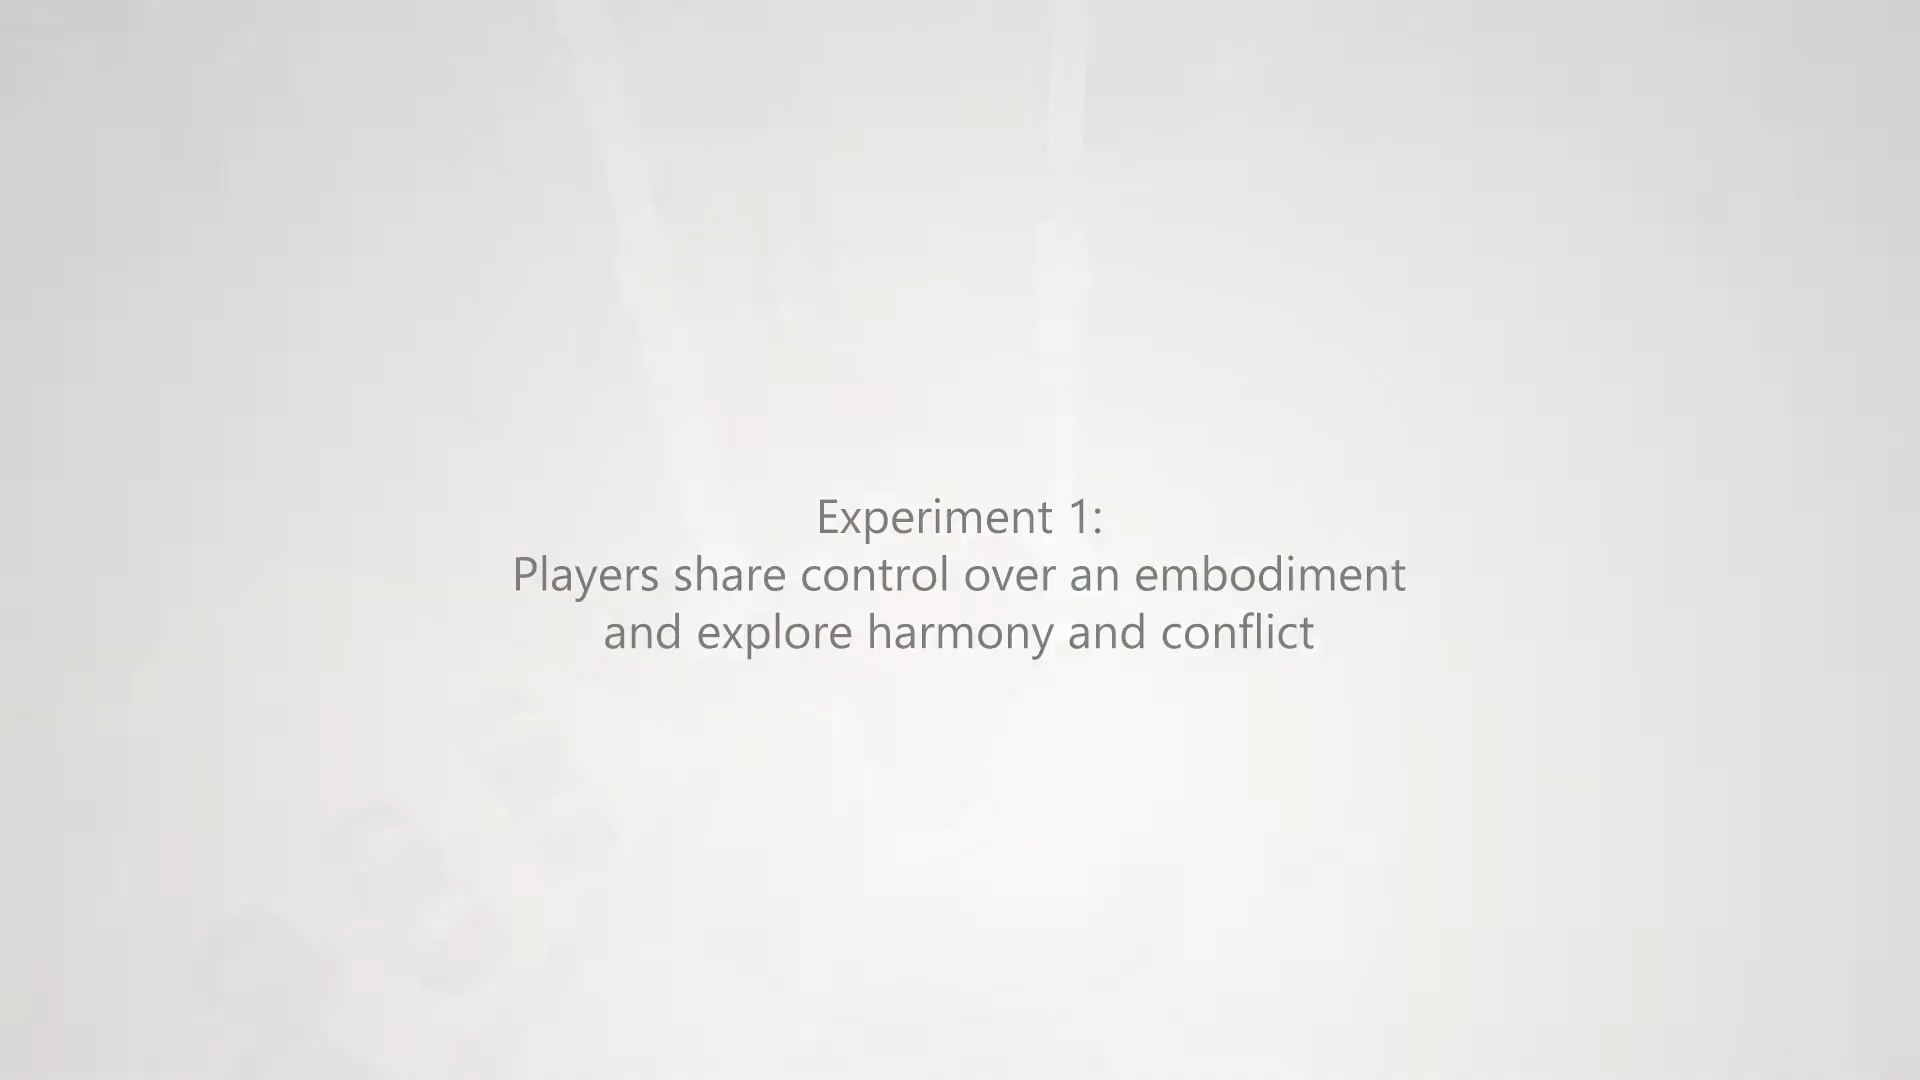 Experiment 1:
Players share control over an embodiment
and explore harmony and conflict